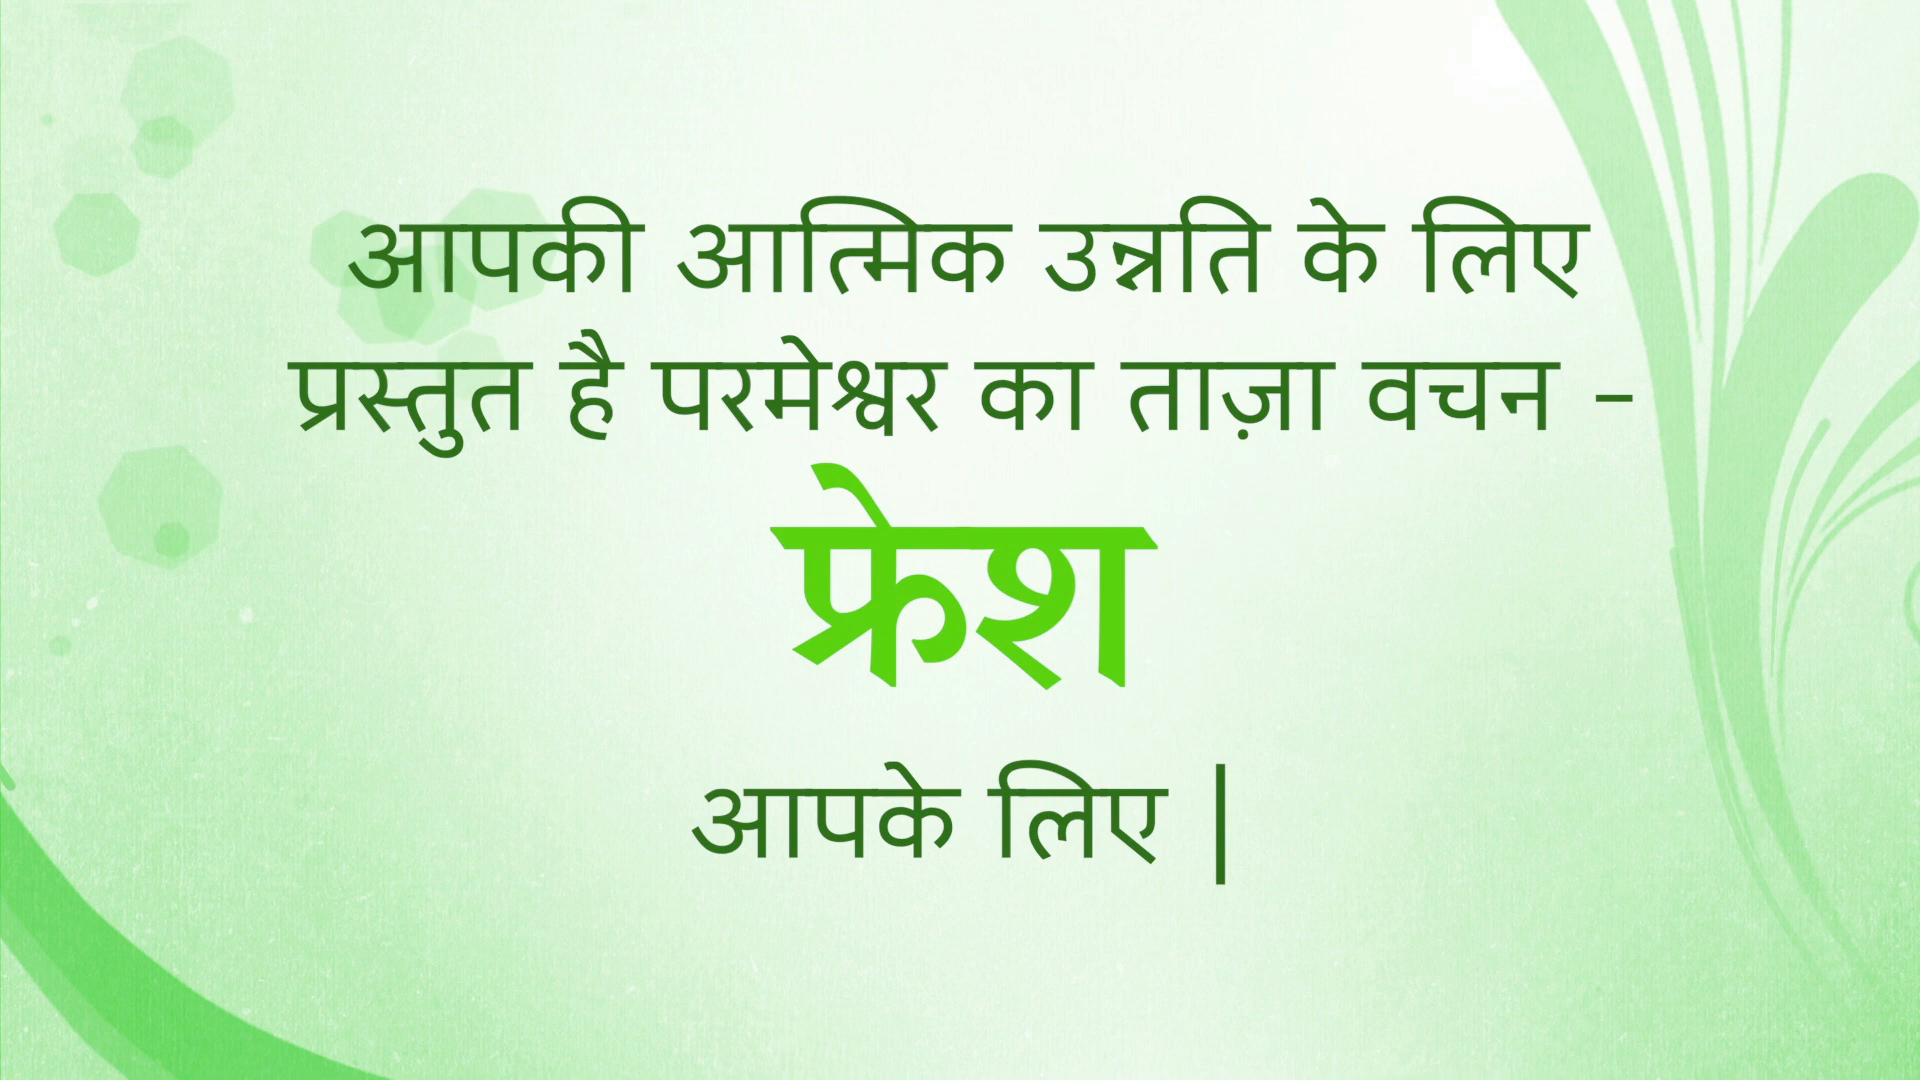 आपकी आत्मिक उन्नति के लिए
प्रस्तुत है परमेश्वर का ताज़ा वचन -
फ्रेश
आपके लिए |